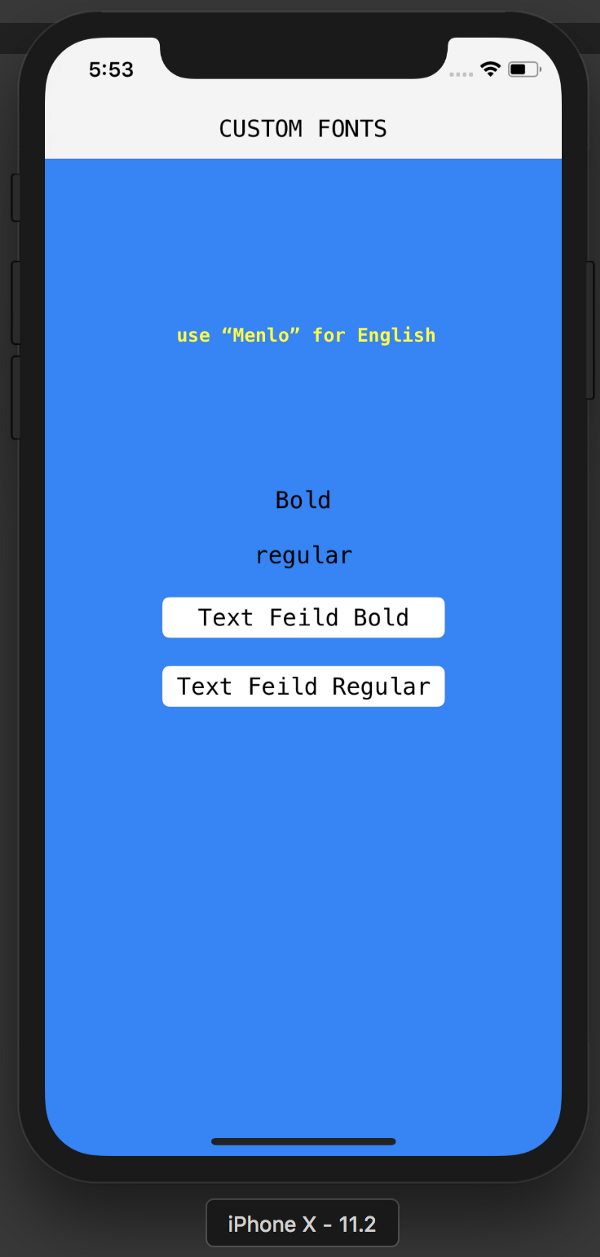 5:53
CUSTOM FONTS
use “Menlo” for English
Bold
regular
Text Feild Bold
Text Feild Regular
iPhone X - 11.2